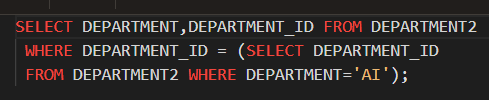 SELECT DEPARTMENT,DEPARTMENT_ID FROM DEPARTMENT2
WHERE DEPARTMENT_ID = (SELECT DEPARTMENT_ID
FROM DEPARTMENT2 WHERE DEPARTMENT='AI');